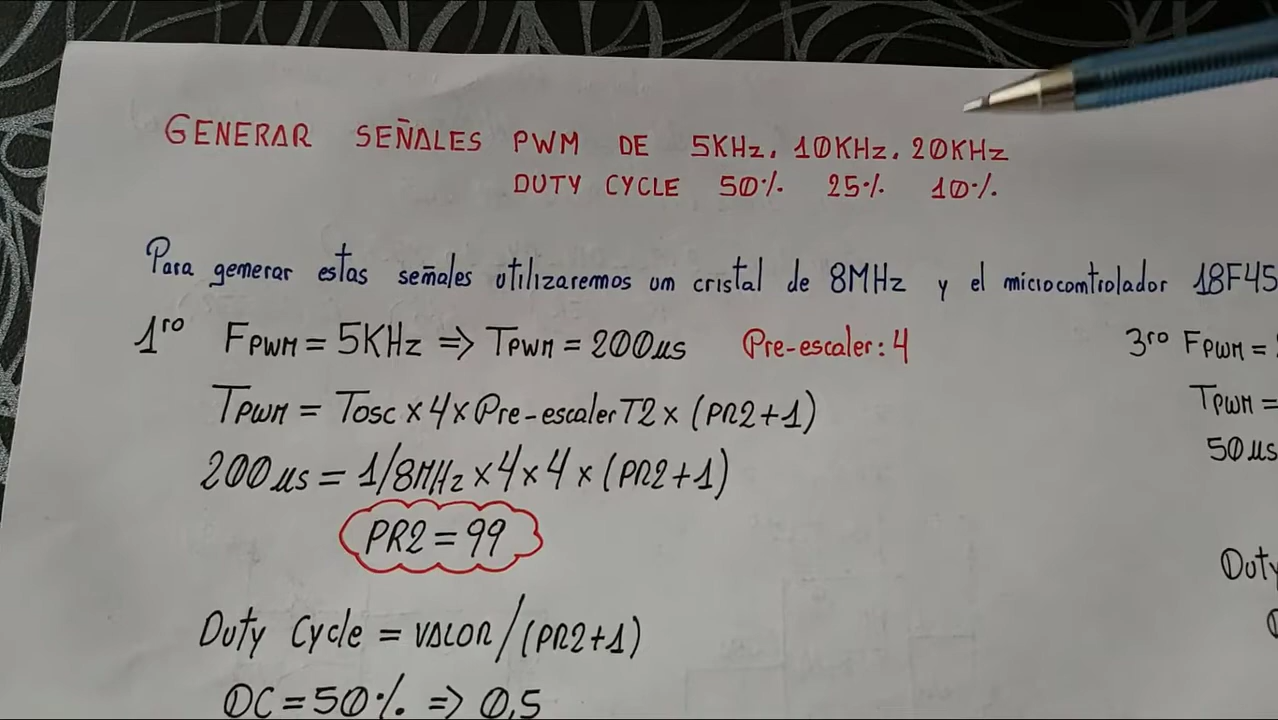 GENERAR SEÑALES PWM DE 5KHz. 10KHz. 20KHz
DUTY CYCLE 50% 25% 10%
Para generar estas señales utilizaremos un cristal de 8MHz y el microcontrolador 18F45
1ro FPWM = 5KHz => TPWM = 200us Pre-escaler: 4
TPWM = Tosc x 4 x Pre-escaler T2 x (PR2+1)
200us = 1/8MHz x 4 x 4 x (PR2+1)
PR2 = 99
Duty Cycle = VALOR/(PR2+1)
DC = 50% => 0,5
3ro FPWM =
TPWM =
50us
Duty